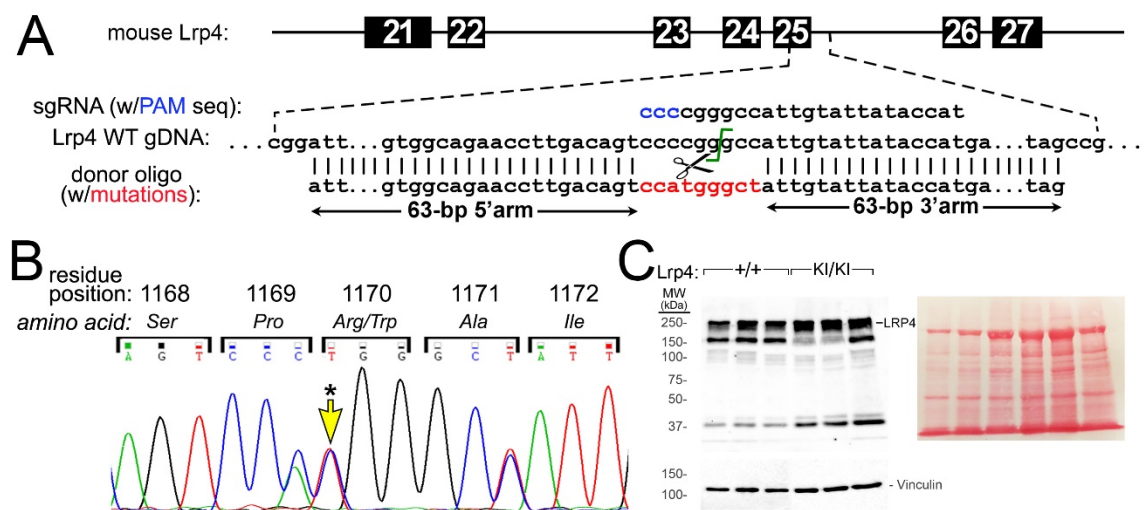 A
mouse Lrp4:
21 22 23 24 25 26 27
sgRNA (w/PAM seq): ccccgggccattgtattataccat
Lrp4 WT gDNA: ...cggatt...gtggcagaaccttgacagtccccgggccattgtattataccatga...tagccg...
donor oligo
(w/mutations): att...gtggcagaaccttgacagtccatgggctattgtattataccatga...tag
63-bp 5’arm 63-bp 3’arm
B
residue
position: 1168 1169 1170 1171 1172
amino acid: Ser Pro Arg/Trp Ala Ile
A G T C C C T G G G C T A T T
*
C
Lrp4: +/+ KI/KI
MW
(kDa)
250- -LRP4
150-
100-
75-
50-
37-
150-
100- - Vinculin